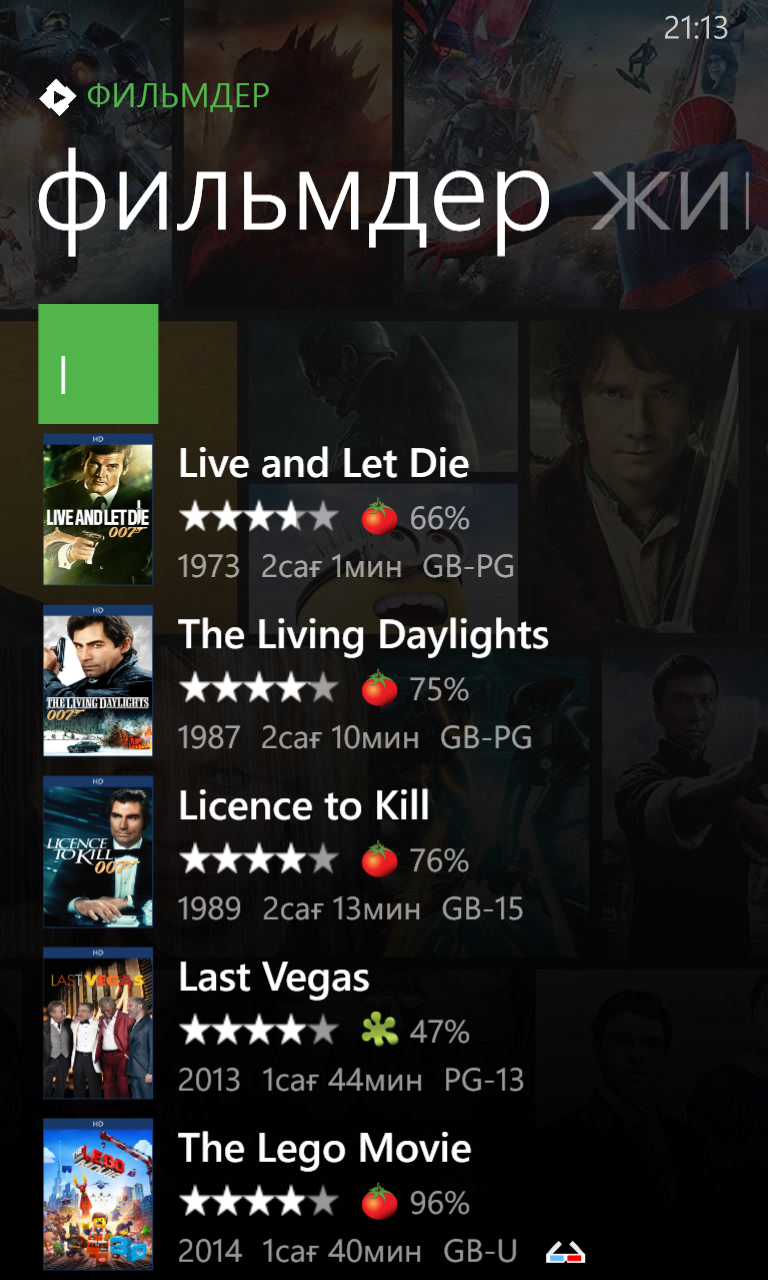 21:13
ФИЛЬМДЕР
фильмдер жи
l
HD
LIVE AND LET DIE
007
Live and Let Die
66%
1973 2сағ 1мин GB-PG
HD
THE LIVING DAYLIGHTS
007
The Living Daylights
75%
1987 2сағ 10мин GB-PG
HD
LICENCE TO KILL
007
Licence to Kill
76%
1989 2сағ 13мин GB-15
HD
LAST VEGAS
Last Vegas
47%
2013 1сағ 44мин PG-13
HD
THE LEGO MOVIE
The Lego Movie
96%
2014 1сағ 40мин GB-U